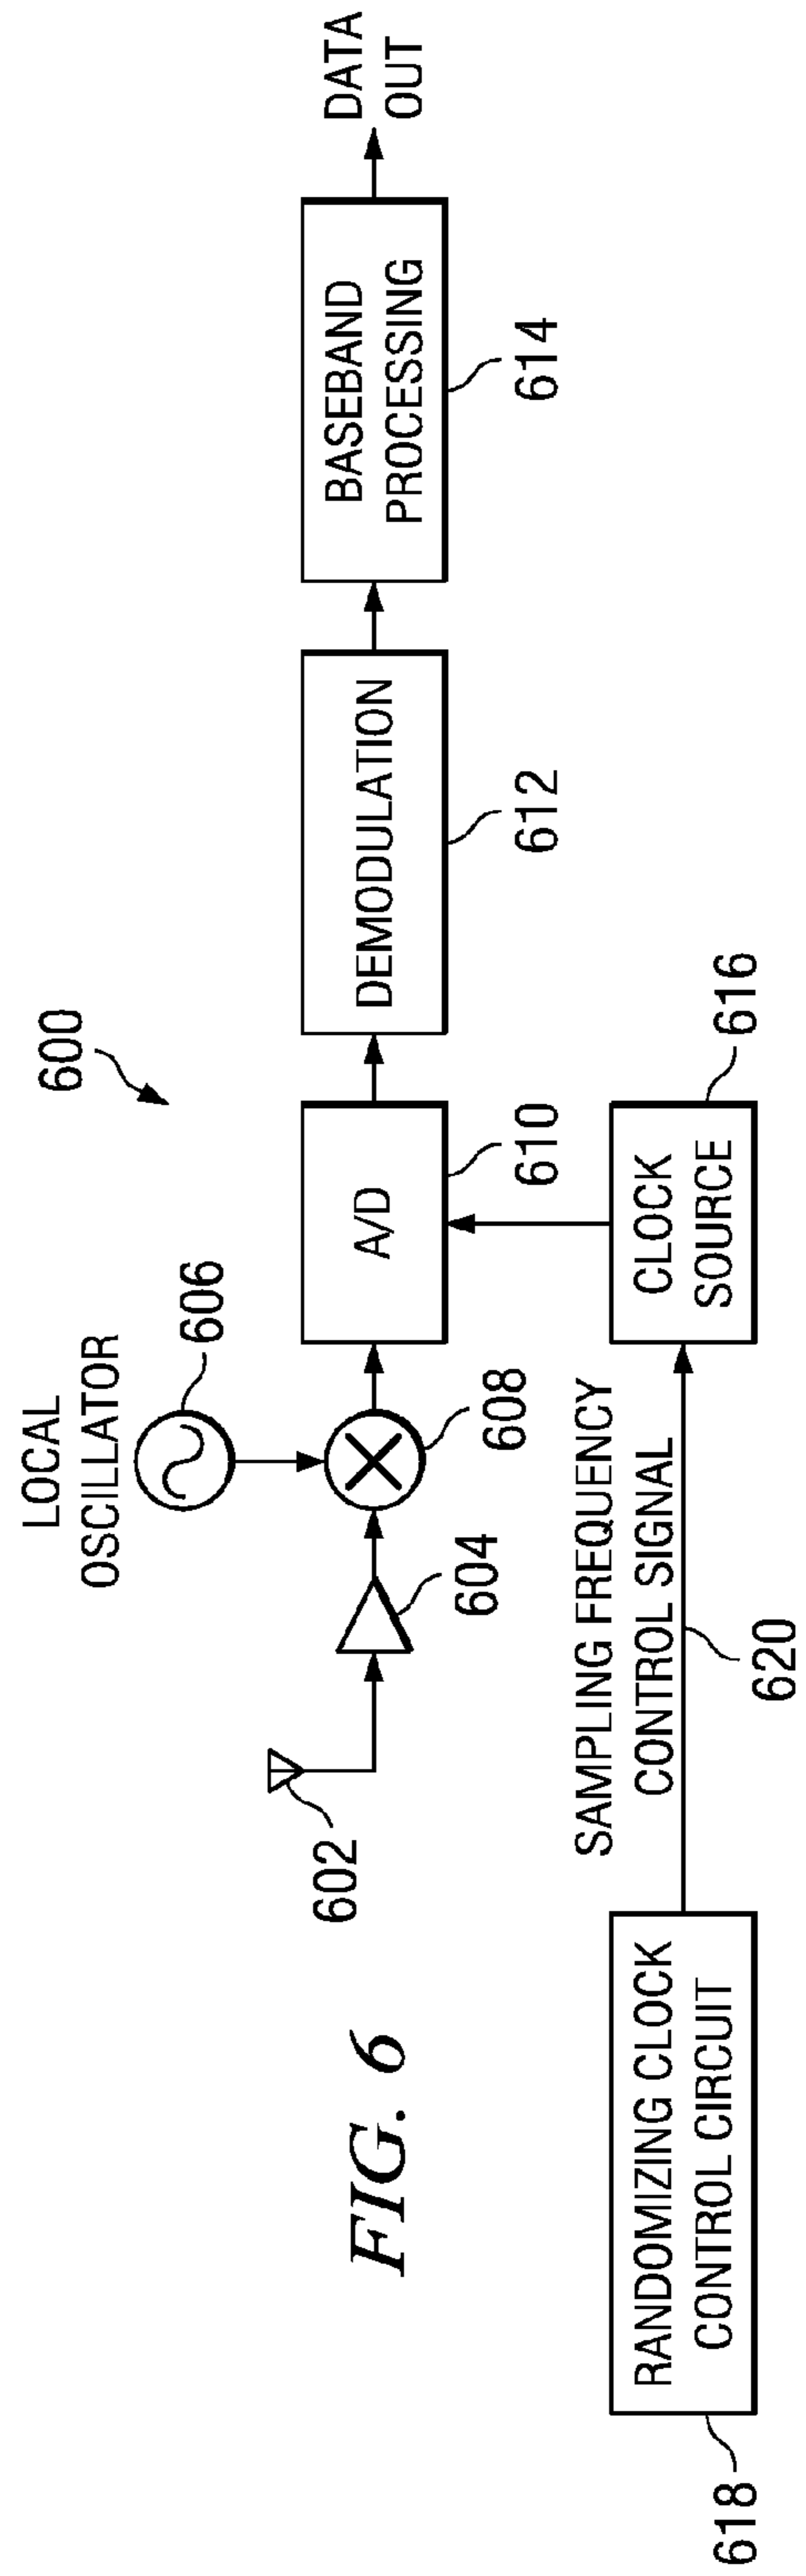 600
LOCAL
OSCILLATOR
606
602
604
608
A/D
610
DEMODULATION
612
BASEBAND
PROCESSING
614
DATA
OUT
RANDOMIZING CLOCK
CONTROL CIRCUIT
618
SAMPLING FREQUENCY
CONTROL SIGNAL
620
CLOCK
SOURCE
616
FIG. 6